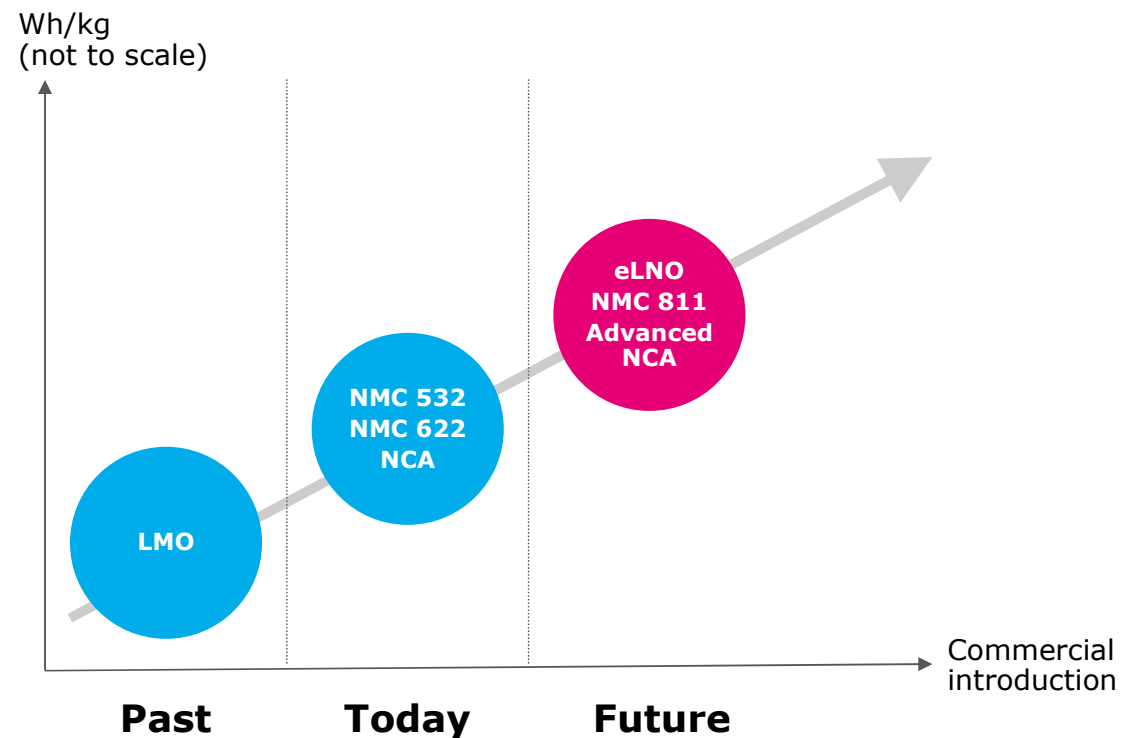 Wh/kg
(not to scale)
eLNO
NMC 811
Advanced
NCA
NMC 532
NMC 622
NCA
LMO
Commercial
introduction
Past
Today
Future